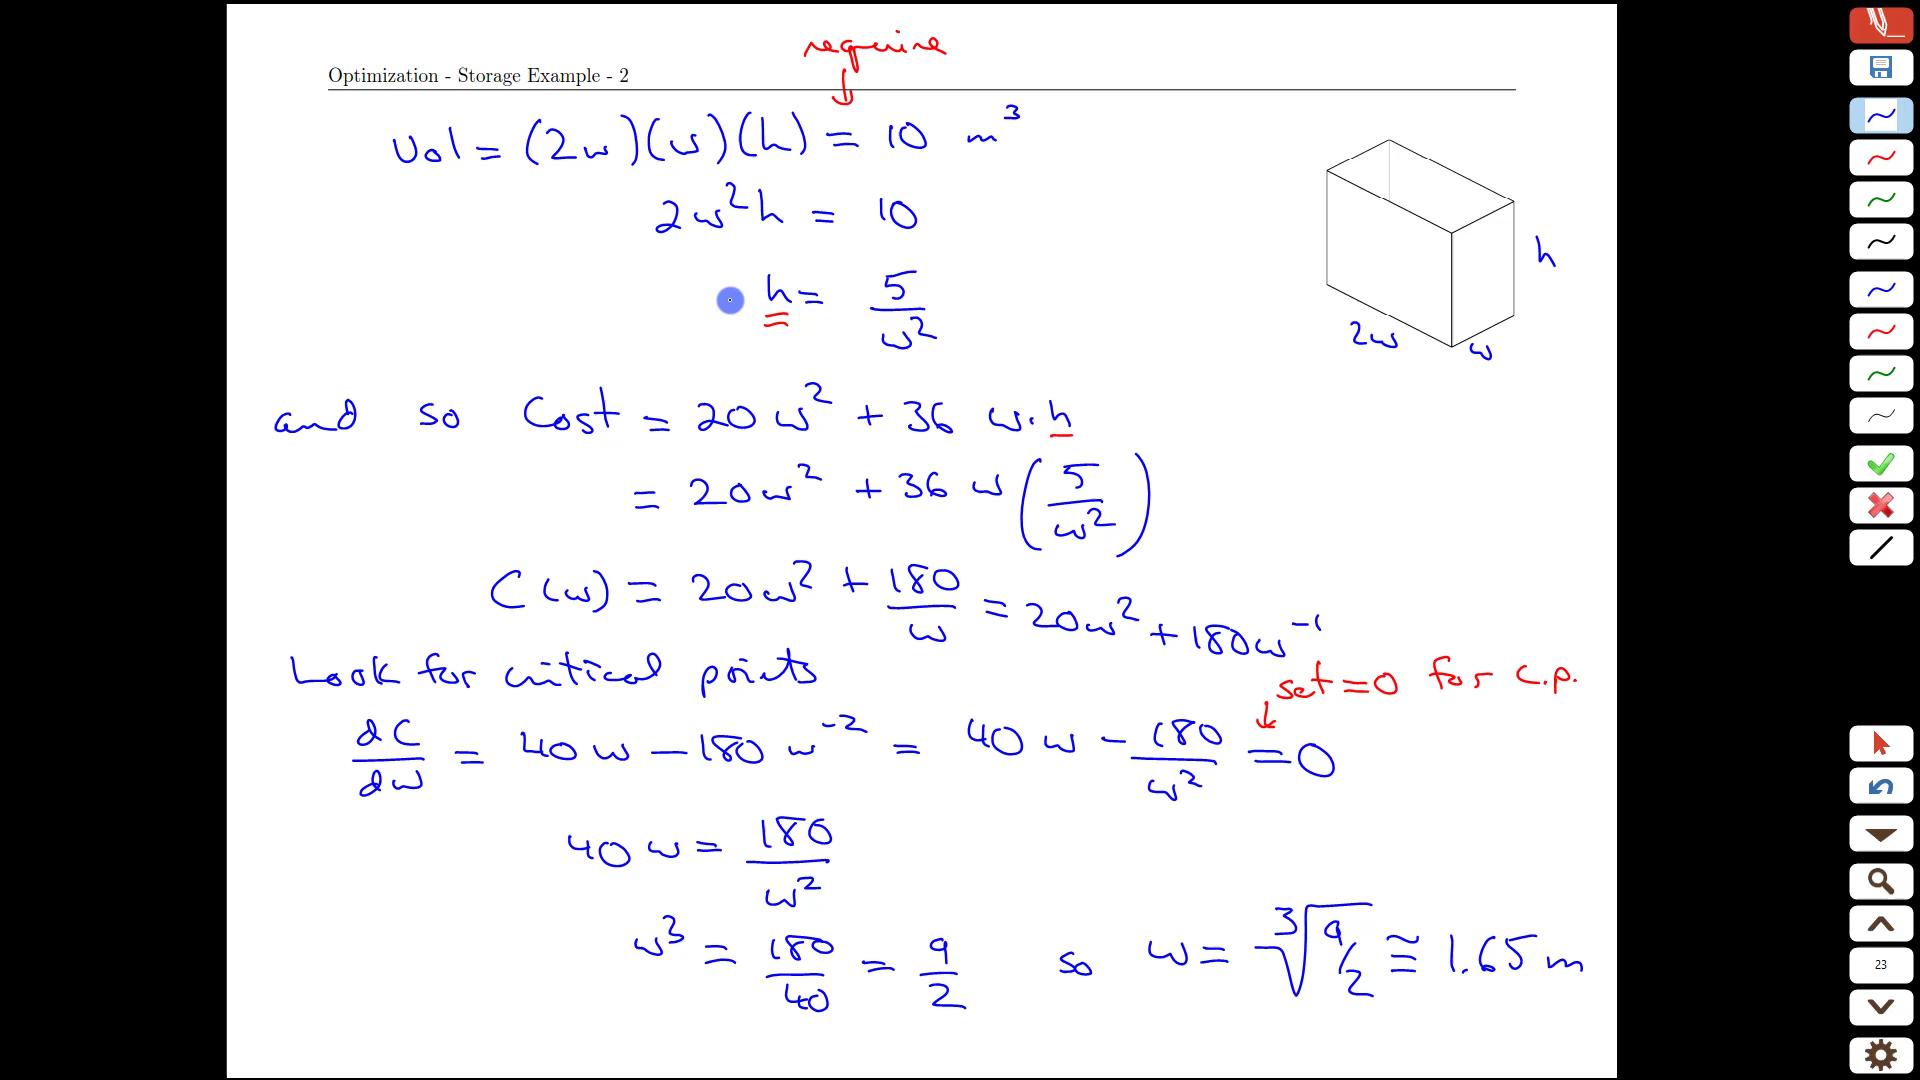 require
Optimization - Storage Example - 2
Vol = (2w)(w)(h) = 10 m³
2w²h = 10
h = 5/w²
h
2w
w
and so Cost = 20w² + 36 w·h
= 20w² + 36 w (5/w²)
C(w) = 20w² + 180/w = 20w² + 180w⁻¹
Look for critical points
set = 0 for c.p.
dC/dw = 40w - 180w⁻² = 40w - 180/w² = 0
40w = 180/w²
w³ = 180/40 = 9/2 so w = ³√9/2 ≅ 1.65 m
23